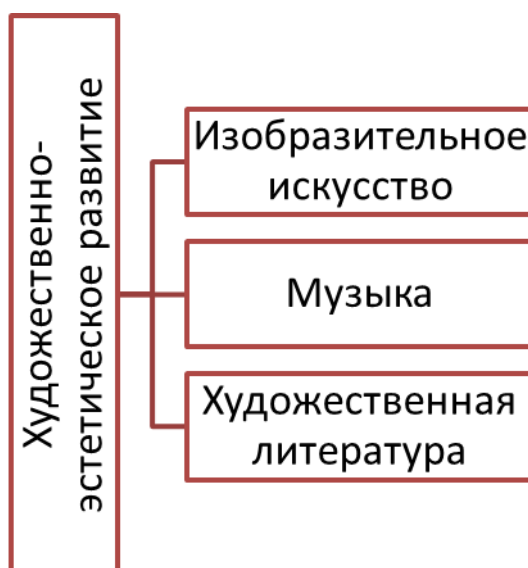 Художественно-
эстетическое развитие
Изобразительное
искусство
Музыка
Художественная
литература